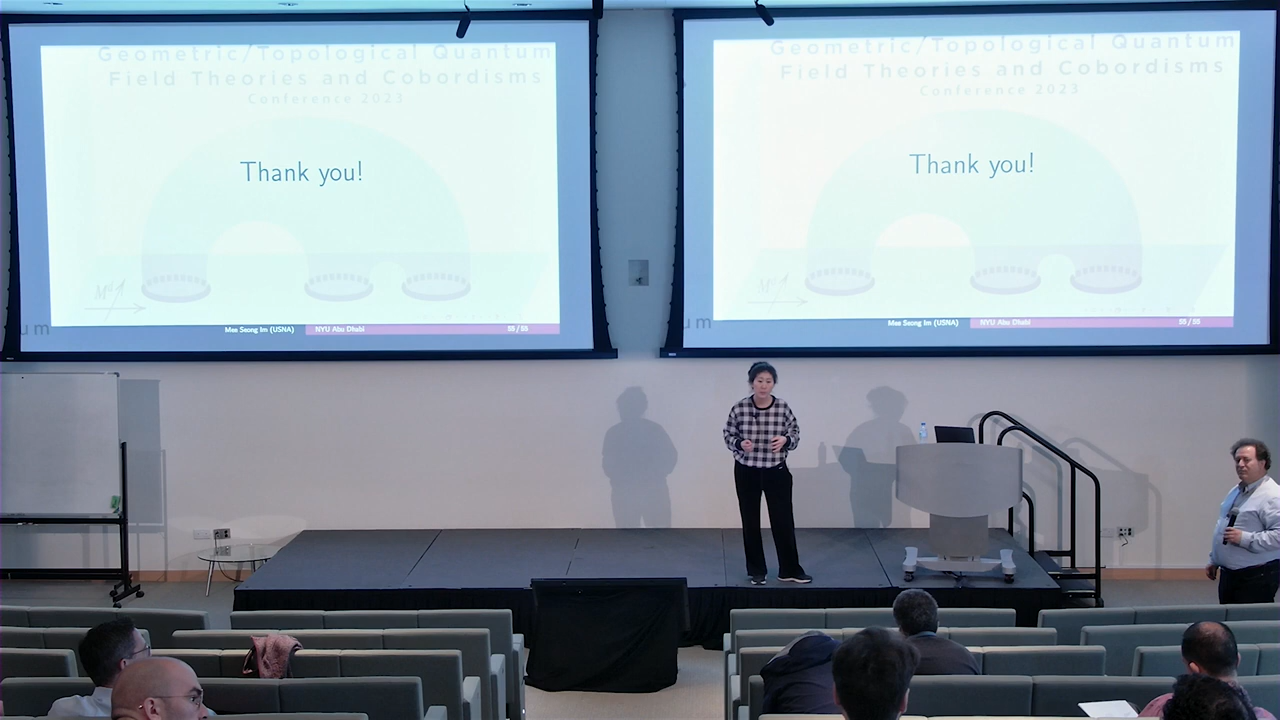 Geometric/Topological Quantum
Field Theories and Cobordisms
Conference 2023
Thank you!
um
Mee Seong Im (USNA)
NYU Abu Dhabi
55 / 55
Geometric/Topological Quantum
Field Theories and Cobordisms
Conference 2023
Thank you!
um
Mee Seong Im (USNA)
NYU Abu Dhabi
55 / 55